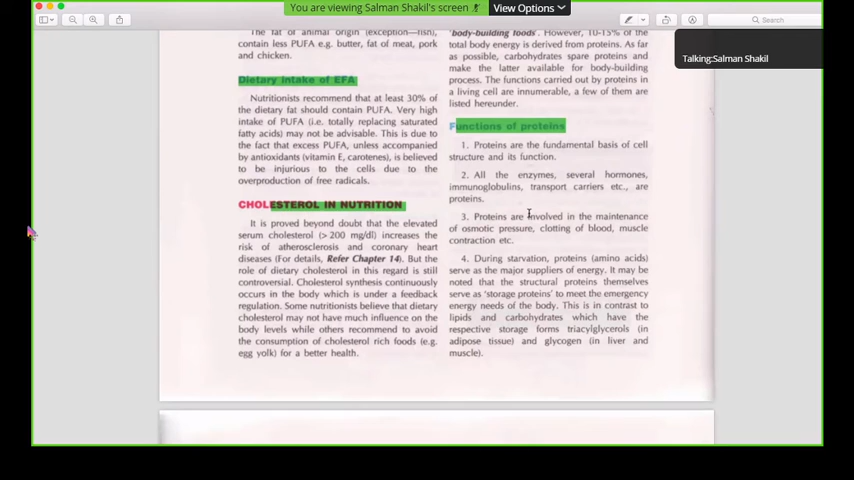 You are viewing Salman Shakil's screen
View Options
Search
Talking:Salman Shakil
The fat of animal origin (exception—fish),
contain less PUFA e.g. butter, fat of meat, pork
and chicken.
Dietary Intake of EFA
Nutritionists recommend that at least 30% of
the dietary fat should contain PUFA. Very high
intake of PUFA (i.e. totally replacing saturated
fatty acids) may not be advisable. This is due to
the fact that excess PUFA, unless accompanied
by antioxidants (vitamin E, carotenes), is believed
to be injurious to the cells due to the
overproduction of free radicals.
CHOLESTEROL IN NUTRITION
It is proved beyond doubt that the elevated
serum cholesterol (> 200 mg/dl) increases the
risk of atherosclerosis and coronary heart
diseases (For details, Refer Chapter 14). But the
role of dietary cholesterol in this regard is still
controversial. Cholesterol synthesis continuously
occurs in the body which is under a feedback
regulation. Some nutritionists believe that dietary
cholesterol may not have much influence on the
body levels while others recommend to avoid
the consumption of cholesterol rich foods (e.g.
egg yolk) for a better health.
'body-building foods'. However, 10-15% of the
total body energy is derived from proteins. As far
as possible, carbohydrates spare proteins and
make the latter available for body-building
process. The functions carried out by proteins in
a living cell are innumerable, a few of them are
listed hereunder.
Functions of proteins
1. Proteins are the fundamental basis of cell
structure and its function.
2. All the enzymes, several hormones,
immunoglobulins, transport carriers etc., are
proteins.
3. Proteins are involved in the maintenance
of osmotic pressure, clotting of blood, muscle
contraction etc.
4. During starvation, proteins (amino acids)
serve as the major suppliers of energy. It may be
noted that the structural proteins themselves
serve as 'storage proteins' to meet the emergency
energy needs of the body. This is in contrast to
lipids and carbohydrates which have the
respective storage forms triacylglycerols (in
adipose tissue) and glycogen (in liver and
muscle).